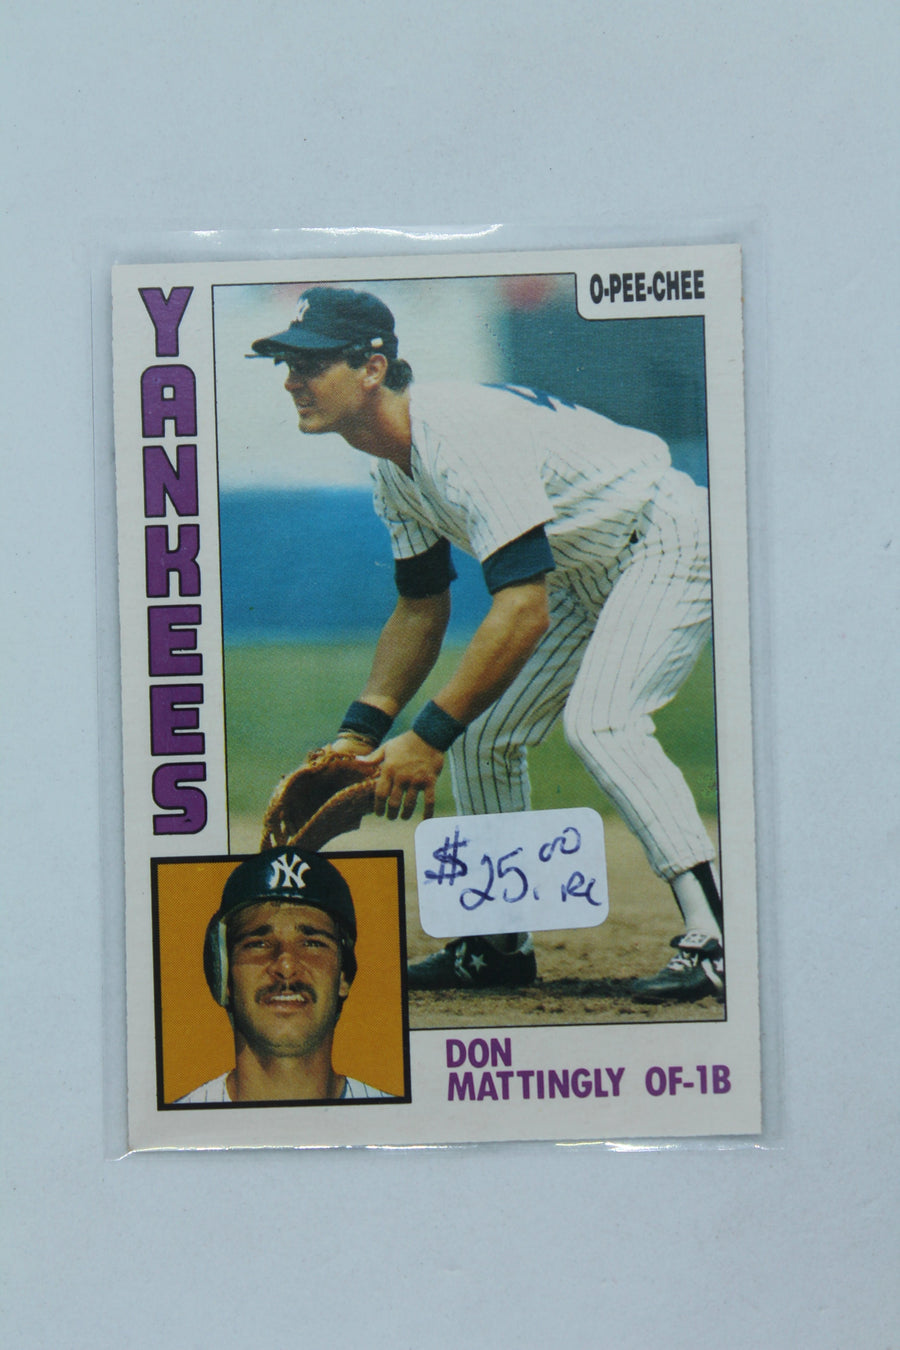 O-PEE-CHEE
YANKEES
$25.00 RC
NY
DON
MATTINGLY OF-1B